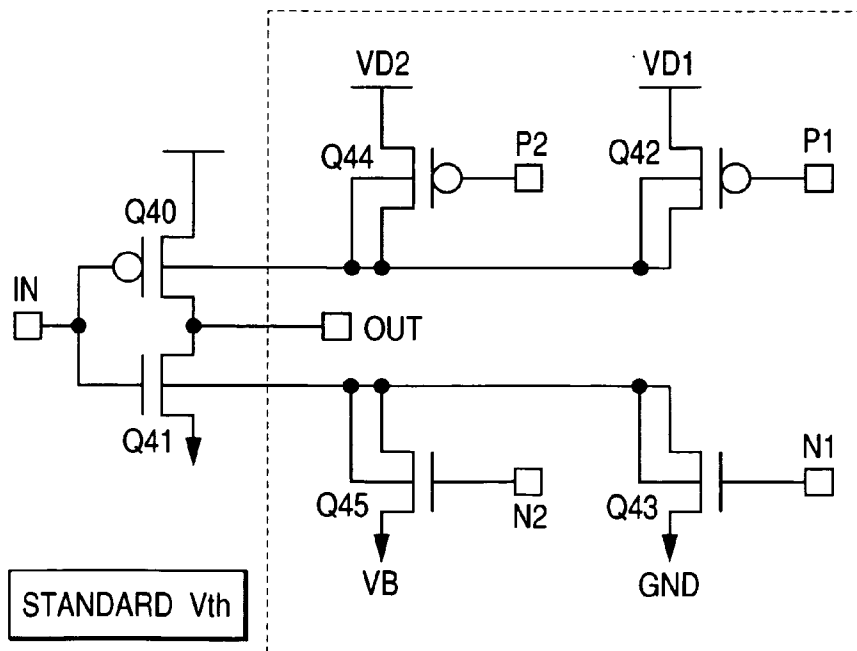 VD2
VD1
Q44
P2
Q42
P1
Q40
IN
OUT
Q41
Q45
N2
Q43
N1
VB
GND
STANDARD Vth